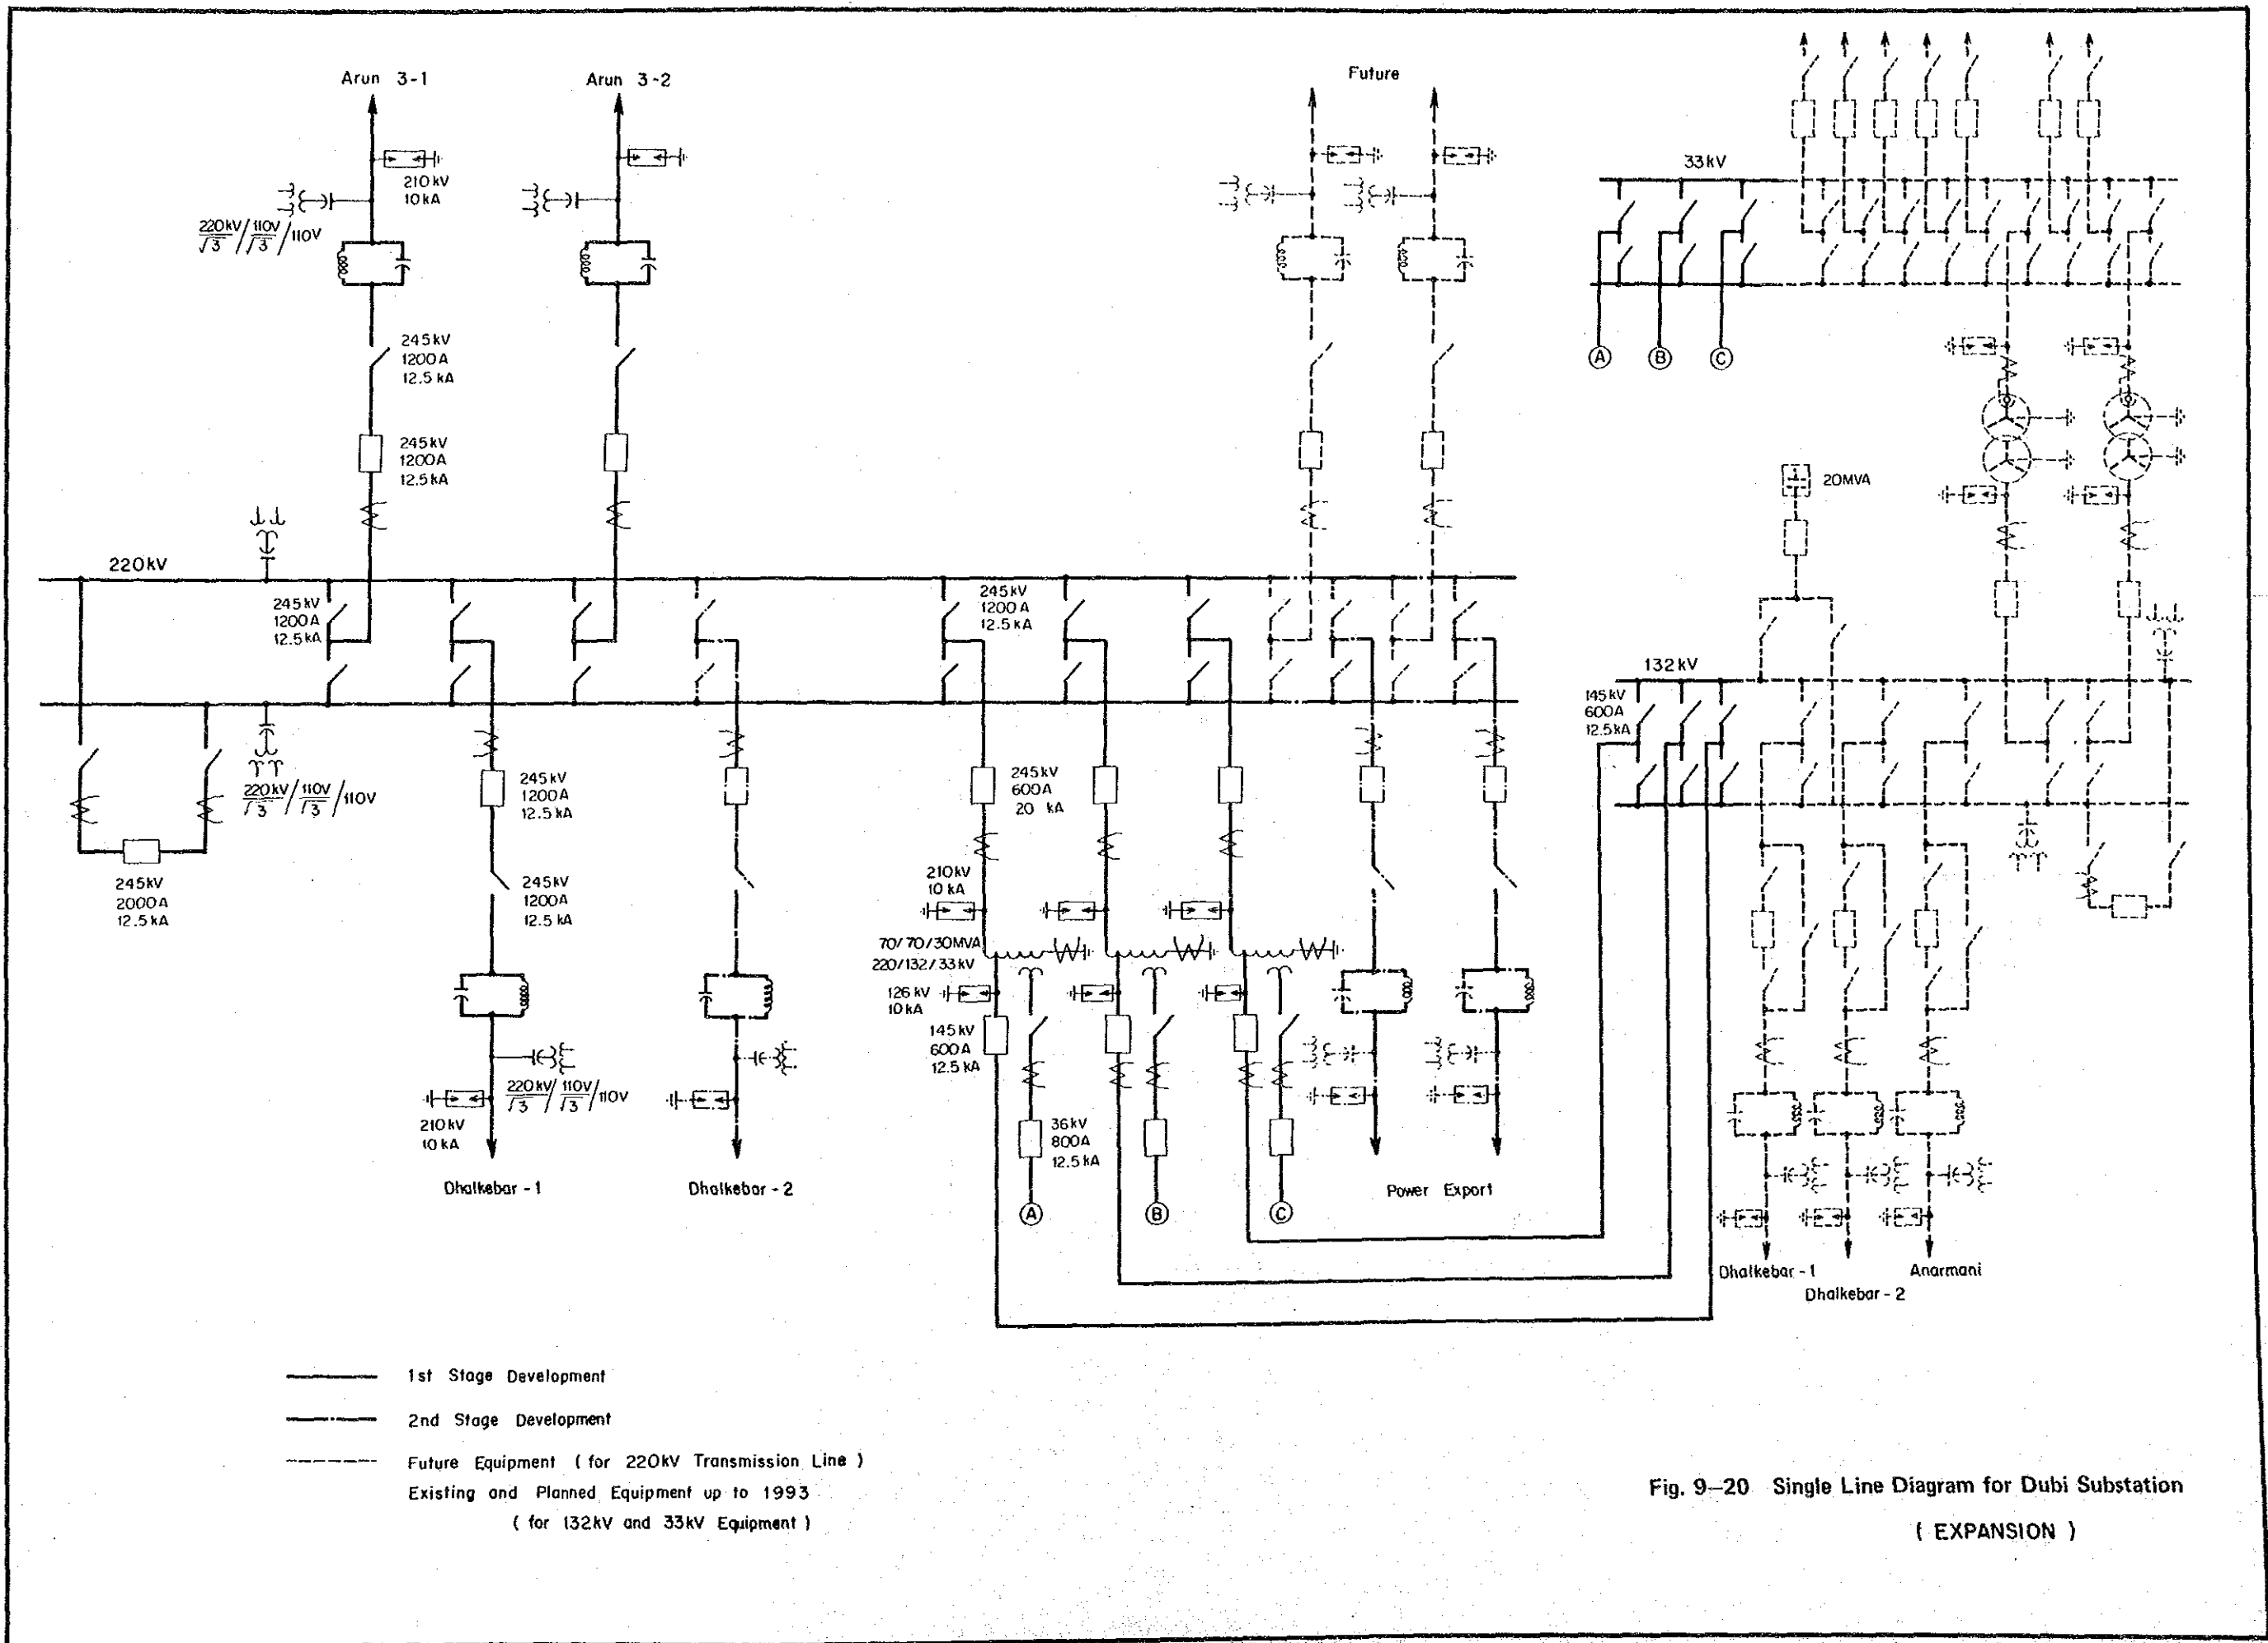 Arun 3-1
Arun 3-2
Future
33kV
210kV
10kA
220kV/√3 / 110V/√3 / 110V
245kV
1200A
12.5kA
A
B
C
245kV
1200A
12.5kA
20MVA
220kV
245kV
1200A
12.5kA
245kV
1200A
12.5kA
132kV
145kV
600A
12.5kA
220kV/√3 / 110V/√3 / 110V
245kV
1200A
12.5kA
245kV
600A
20 kA
245kV
2000A
12.5kA
245kV
1200A
12.5kA
210kV
10kA
70/70/30MVA
220/132/33kV
126kV
10kA
145kV
600A
12.5kA
220kV/√3 / 110V/√3 / 110V
210kV
10kA
36kV
800A
12.5kA
Dhalkebar-1
Dhalkebar-2
A
B
C
Power Export
Dhalkebar-1
Anarmani
Dhalkebar-2
1st Stage Development
2nd Stage Development
Future Equipment (for 220kV Transmission Line)
Existing and Planned Equipment up to 1993
(for 132kV and 33kV Equipment)
Fig. 9-20 Single Line Diagram for Dubi Substation
(EXPANSION)